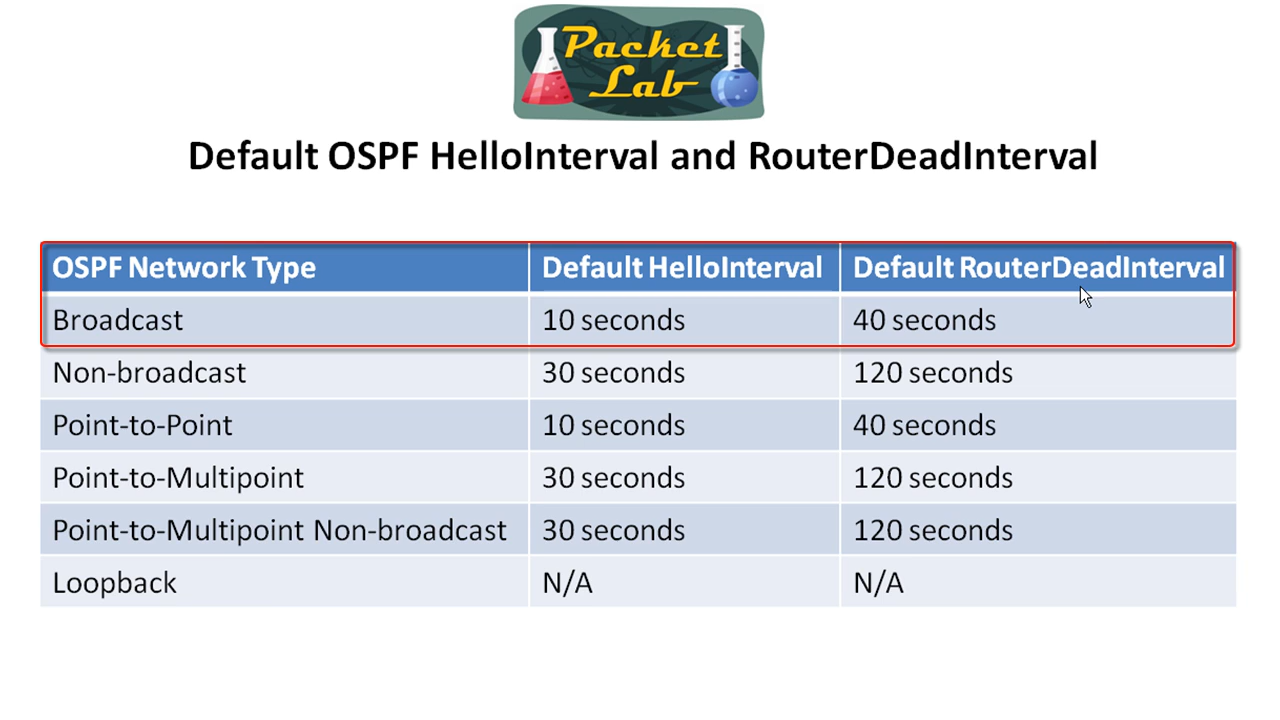 Packet
Lab
Default OSPF HelloInterval and RouterDeadInterval
OSPF Network Type Default HelloInterval Default RouterDeadInterval
Broadcast 10 seconds 40 seconds
Non-broadcast 30 seconds 120 seconds
Point-to-Point 10 seconds 40 seconds
Point-to-Multipoint 30 seconds 120 seconds
Point-to-Multipoint Non-broadcast 30 seconds 120 seconds
Loopback N/A N/A